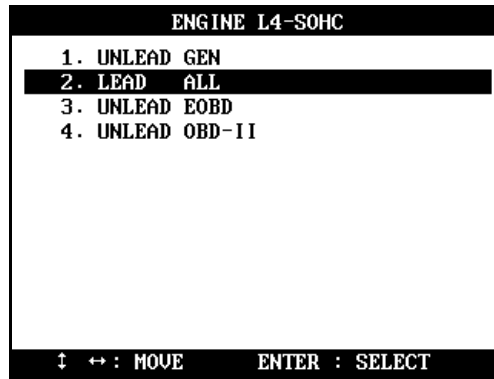 ENGINE L4-SOHC
1. UNLEAD GEN
2. LEAD ALL
3. UNLEAD EOBD
4. UNLEAD OBD-II
↕ ↔: MOVE ENTER : SELECT